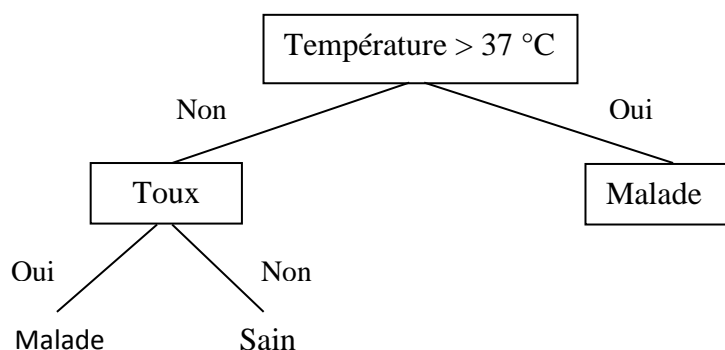 Température > 37 °C
Non
Oui
Toux
Malade
Oui
Non
Malade
Sain